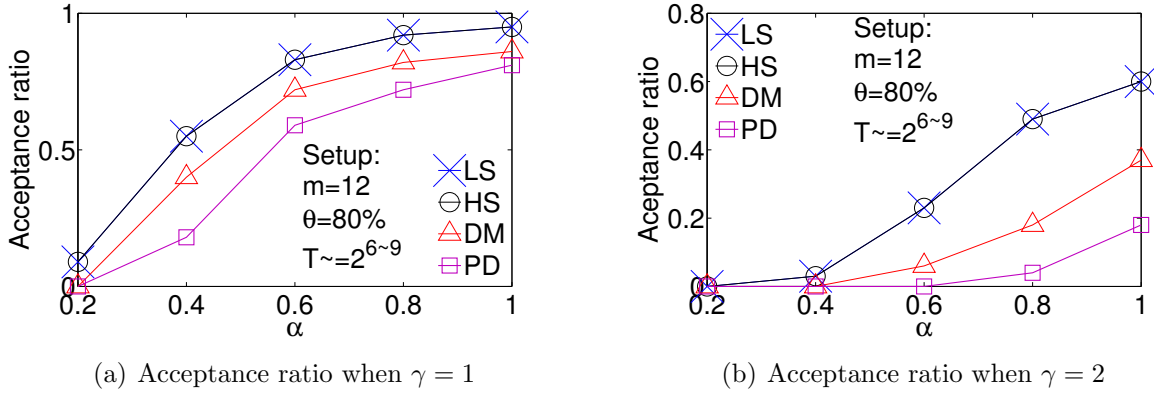 1
0.5
0
Acceptance ratio
Setup:
m=12
θ=80%
T~=2^{6~9}
LS
HS
DM
PD
0.2
0.4
0.6
0.8
1
α
(a) Acceptance ratio when γ = 1
0.8
0.6
0.4
0.2
0
Aceptance ratio
LS
HS
DM
PD
Setup:
m=12
θ=80%
T~=2^{6~9}
0.2
0.4
0.6
0.8
1
α
(b) Acceptance ratio when γ = 2